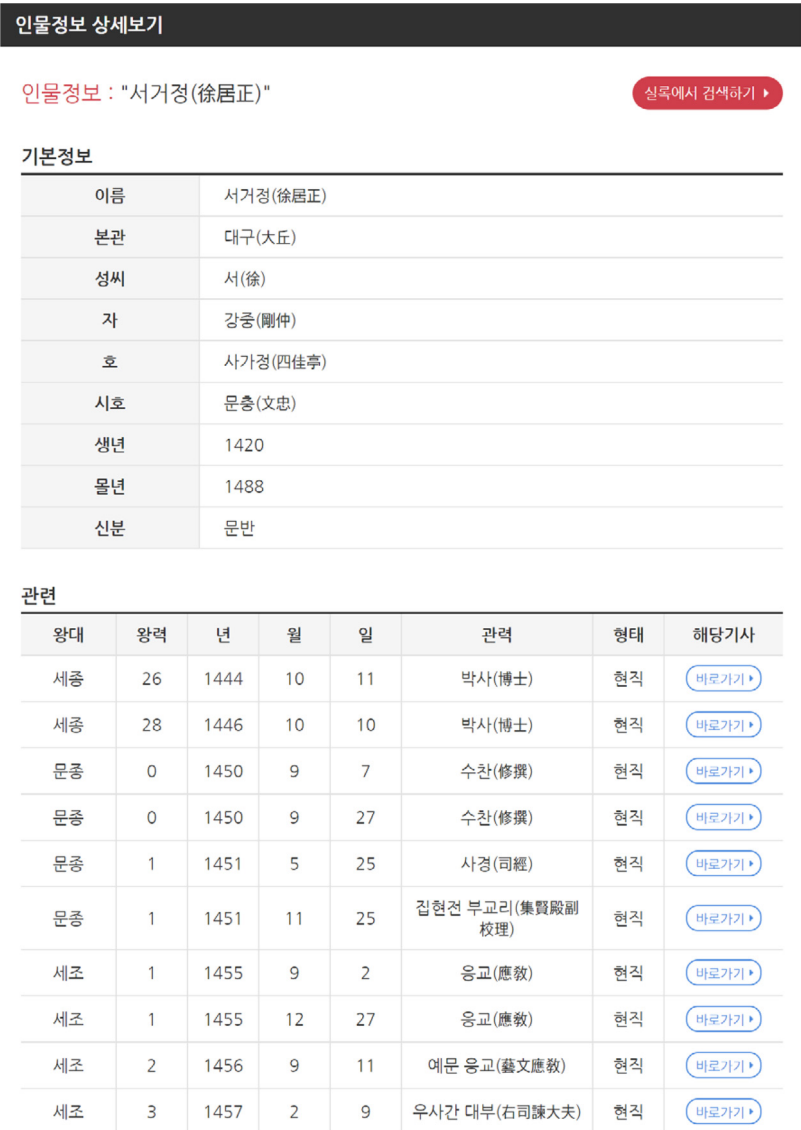 인물정보 상세보기
인물정보 : "서거정(徐居正)"
실록에서 검색하기
기본정보
이름 서거정(徐居正)
본관 대구(大丘)
성씨 서(徐)
자 강중(剛仲)
호 사가정(四佳亭)
시호 문충(文忠)
생년 1420
몰년 1488
신분 문반
관련
왕대 왕력 년 월 일 관력 형태 해당기사
세종 26 1444 10 11 박사(博士) 현직 바로가기
세종 28 1446 10 10 박사(博士) 현직 바로가기
문종 0 1450 9 7 수찬(修撰) 현직 바로가기
문종 0 1450 9 27 수찬(修撰) 현직 바로가기
문종 1 1451 5 25 사경(司經) 현직 바로가기
문종 1 1451 11 25 집현전 부교리(集賢殿副
校理) 현직 바로가기
세조 1 1455 9 2 응교(應敎) 현직 바로가기
세조 1 1455 12 27 응교(應敎) 현직 바로가기
세조 2 1456 9 11 예문 응교(藝文應敎) 현직 바로가기
세조 3 1457 2 9 우사간 대부(右司諫大夫) 현직 바로가기